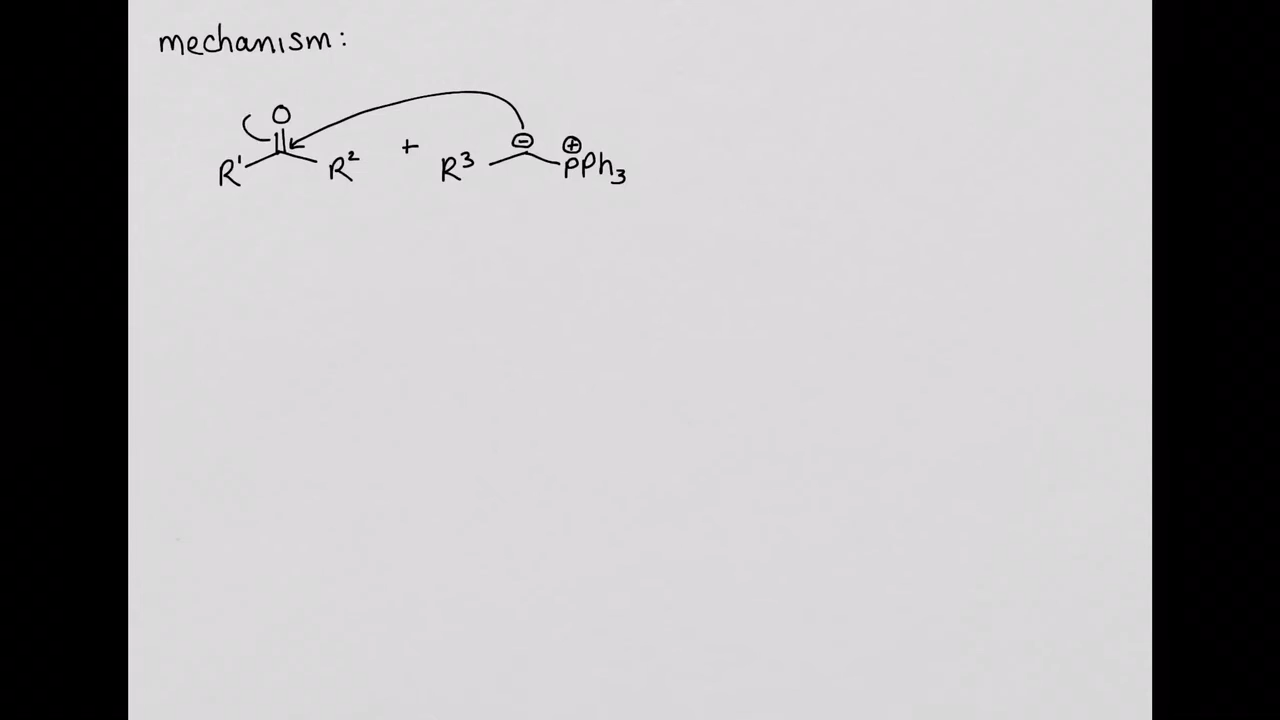 mechanism:
O
R¹ R² + R³ ⊖ ⊕ PPh₃